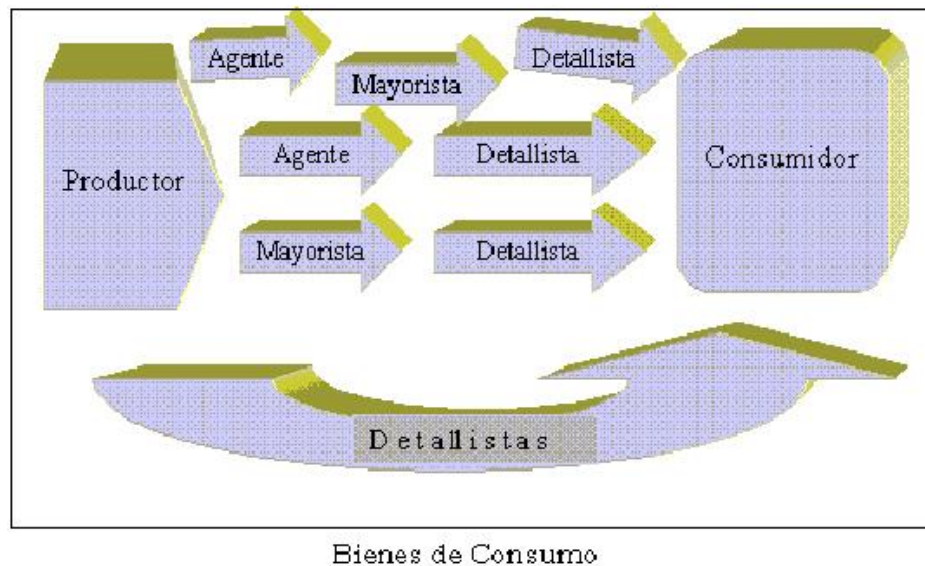 Agente
Mayorista
Detallista
Productor
Agente
Detallista
Consumidor
Mayorista
Detallista
Detallistas
Bienes de Consumo